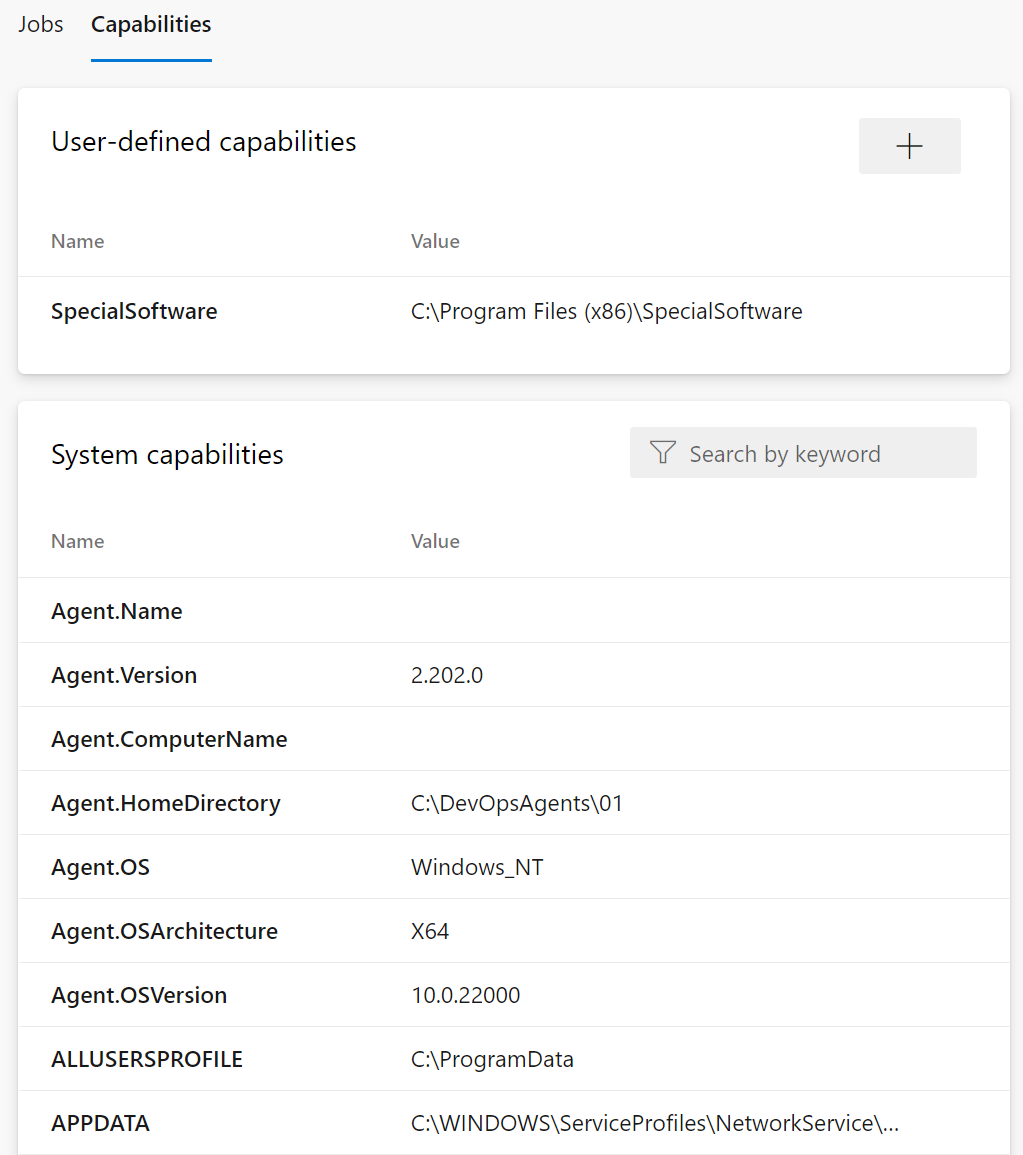 Jobs Capabilities
User-defined capabilities
Name Value
SpecialSoftware C:\Program Files (x86)\SpecialSoftware
System capabilities Search by keyword
Name Value
Agent.Name
Agent.Version 2.202.0
Agent.ComputerName
Agent.HomeDirectory C:\DevOpsAgents\01
Agent.OS Windows_NT
Agent.OSArchitecture X64
Agent.OSVersion 10.0.22000
ALLUSERSPROFILE C:\ProgramData
APPDATA C:\WINDOWS\ServiceProfiles\NetworkService\...